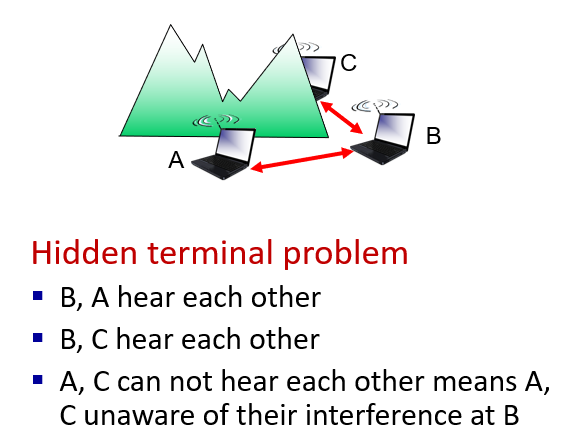 C
B
A
Hidden terminal problem
▪ B, A hear each other
▪ B, C hear each other
▪ A, C can not hear each other means A,
C unaware of their interference at B